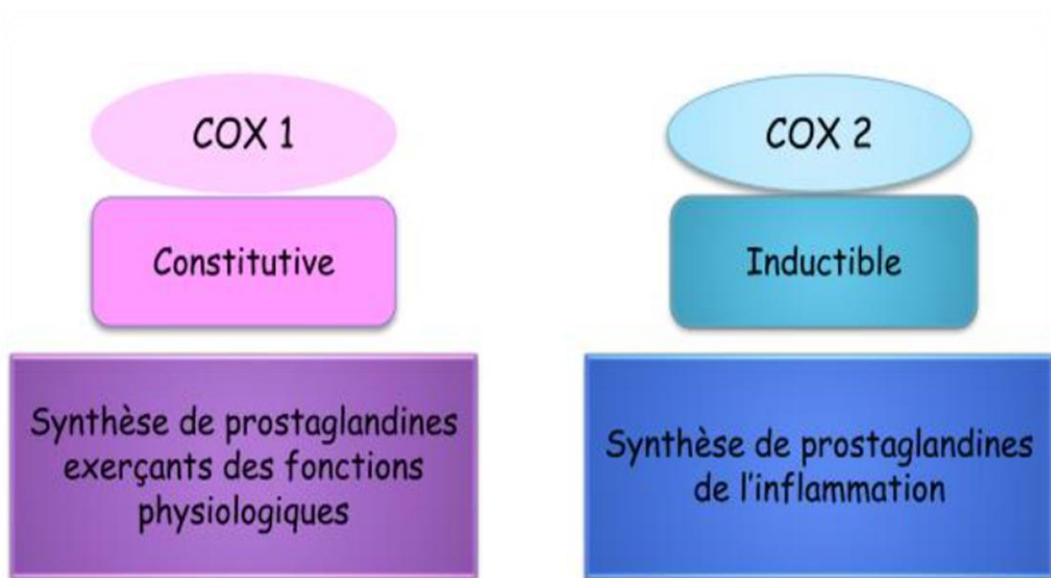 COX 1
Constitutive
Synthèse de prostaglandines
exerçants des fonctions
physiologiques
COX 2
Inductible
Synthèse de prostaglandines
de l'inflammation